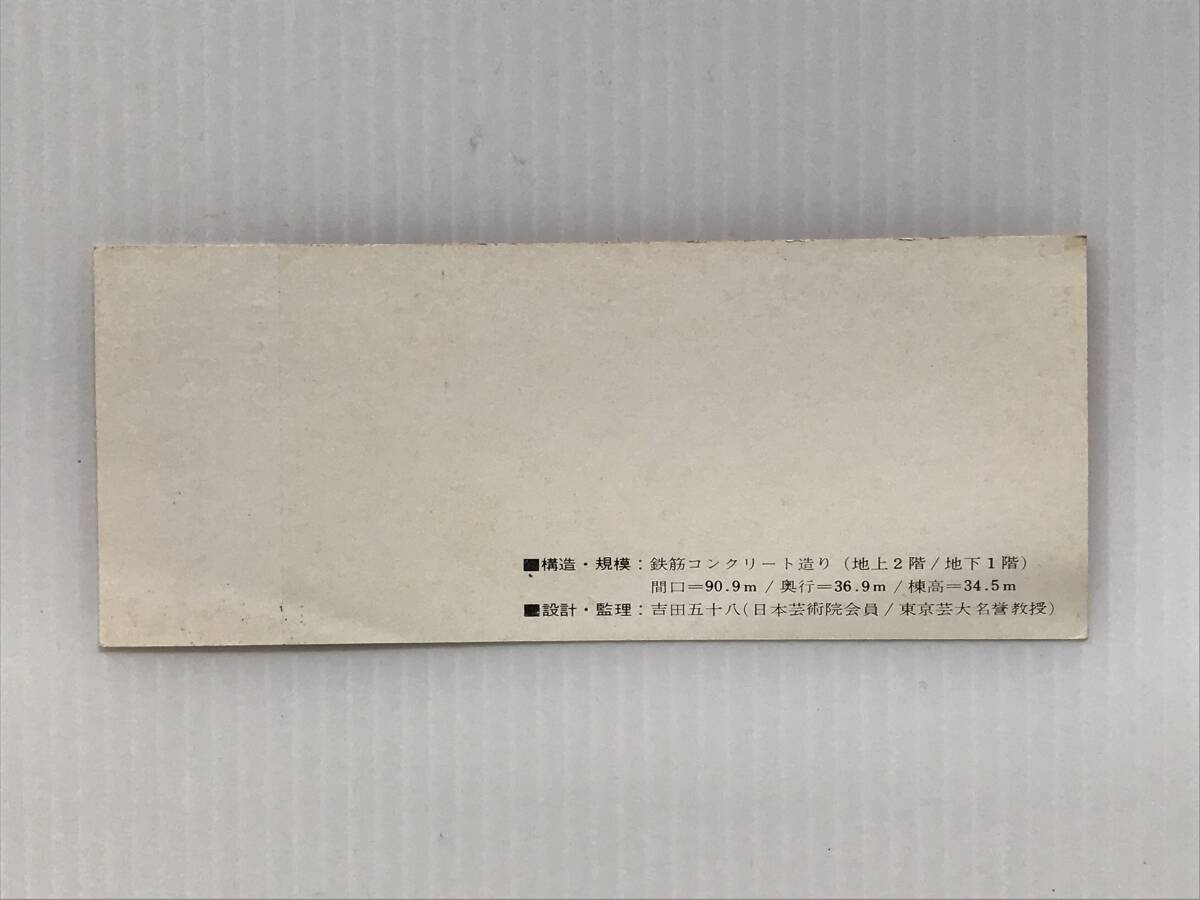 ■構造・規模：鉄筋コンクリート造り（地上2階/地下1階）
間口＝90.9m/奥行＝36.9m/棟高＝34.5m
■設計・監理：吉田五十八（日本芸術院会員/東京芸大名誉教授）